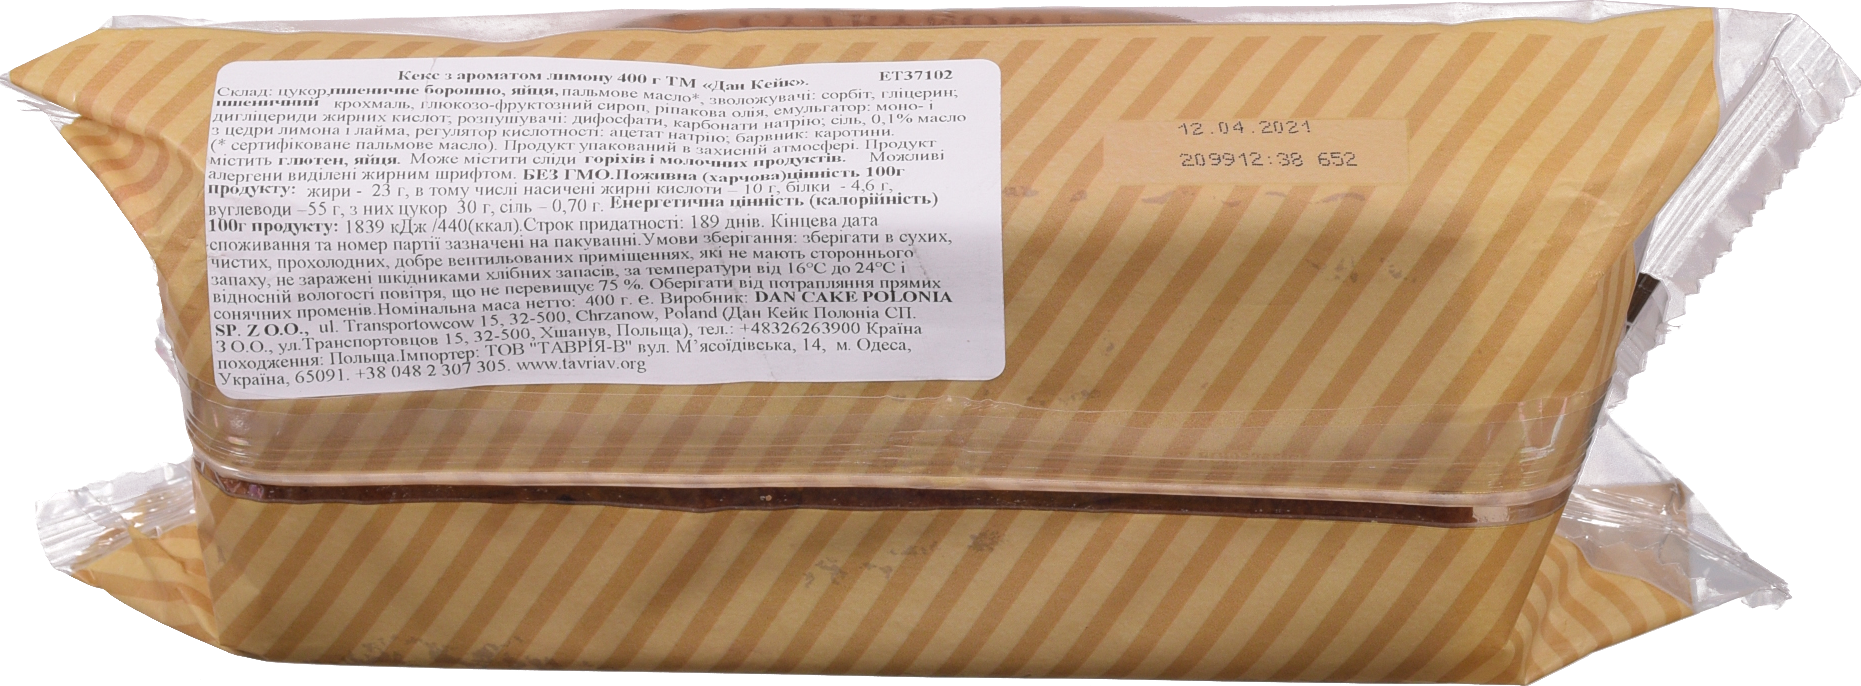 Кекс з ароматом лимону 400 г ТМ «Дан Кейк». ЕТ37102
Склад: цукор,пшеничне борошно, яйця, пальмове масло*, зволожувачі: сорбіт, гліцерин;
пшеничний крохмаль, глюкозо-фруктозний сироп, ріпакова олія, емульгатор: моно- і
дигліцериди жирних кислот; розпушувачі: дифосфати, карбонати натрію; сіль, 0,1% масло
з цедри лимона і лайма, регулятор кислотності: ацетат натрію; барвник: каротини.
(* сертифіковане пальмове масло). Продукт упакований в захисній атмосфері. Продукт
містить глютен, яйця. Може містити сліди горіхів і молочних продуктів. Можливі
алергени виділені жирним шрифтом. БЕЗ ГМО.Поживна (харчова)цінність 100г
продукту: жири - 23 г, в тому числі насичені жирні кислоти – 10 г, білки - 4,6 г,
вуглеводи –55 г, з них цукор 30 г, сіль – 0,70 г. Енергетична цінність (калорійність)
100г продукту: 1839 кДж /440(ккал).Строк придатності: 189 днів. Кінцева дата
споживання та номер партії зазначені на пакуванні.Умови зберігання: зберігати в сухих,
чистих, прохолодних, добре вентильованих приміщеннях, які не мають стороннього
запаху, не заражені шкідниками хлібних запасів, за температури від 16°С до 24°С і
відносній вологості повітря, що не перевищує 75 %. Оберігати від потрапляння прямих
сонячних променів.Номінальна маса нетто: 400 г. е. Виробник: DAN CAKE POLONIA
SP. Z O.O., ul. Transportowcow 15, 32-500, Chrzanow, Poland (Дан Кейк Полонія СП.
З О.О., ул.Транспортовцов 15, 32-500, Хшанув, Польща), тел.: +48326263900 Країна
походження: Польща.Імпортер: ТОВ "ТАВРІЯ-В" вул. М’ясоїдівська, 14, м. Одеса,
Україна, 65091. +38 048 2 307 305. www.tavriav.org
12.04.2021
209912:38 652